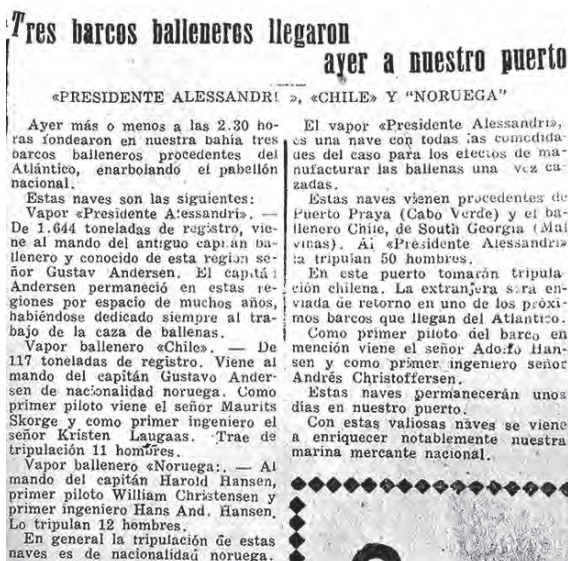 Tres barcos balleneros llegaron
ayer a nuestro puerto
«PRESIDENTE ALESSANDRI », «CHILE» Y "NORUEGA"
Ayer más o menos a las 2.30 ho-
ras fondearon en nuestra bahía tres
barcos balleneros procedentes del
Atlántico, enarbolando el pabellón
nacional.
Estas naves son las siguientes:
Vapor «Presidente Alessandri». —
De 1.644 toneladas de registro, vie-
ne al mando del antiguo capitán ba-
llenero y conocido de esta región se-
ñor Gustav Andersen. El capitán
Andersen permaneció en estas re-
giones por espacio de muchos años,
habiéndose dedicado siempre al tra-
bajo de la caza de ballenas.
Vapor ballenero «Chile». — De
117 toneladas de registro. Viene al
mando del capitán Gustavo Ander-
sen de nacionalidad noruega. Como
primer piloto viene el señor Maurits
Skorge y como primer ingeniero el
señor Kristen Laugaas. Trae de
tripulación 11 hombres.
Vapor ballenero «Noruega:. — Al
mando del capitán Harold Hansen,
primer piloto William Christensen y
primer ingeniero Hans And. Hansen.
Lo tripulan 12 hombres.
En general la tripulación de estas
naves es de nacionalidad noruega.
El vapor «Presidente Alessandri»,
es una nave con todas las comodida-
des del caso para los efectos de ma-
nufacturar las ballenas una vez ca-
zadas.
Estas naves vienen procedentes de
Puerto Praya (Cabo Verde) y el ba-
llenero Chile, de South Georgia (Mal
vinas). Al «Presidente Alessandri»
la tripulan 50 hombres.
En este puerto tomarán tripula
ción chilena. La extranjera sera en-
viada de retorno en uno de los próxi-
mos barcos que llegan del Atlantico.
Como primer piloto del barco en
mención viene el señor Adolfo Han-
sen y como primer ingeniero señor
Andrés Christoffersen.
Estas naves permanecerán unos
días en nuestro puerto.
Con estas valiosas naves se viene
a enriquecer notablemente nuestra
marina mercante nacional.